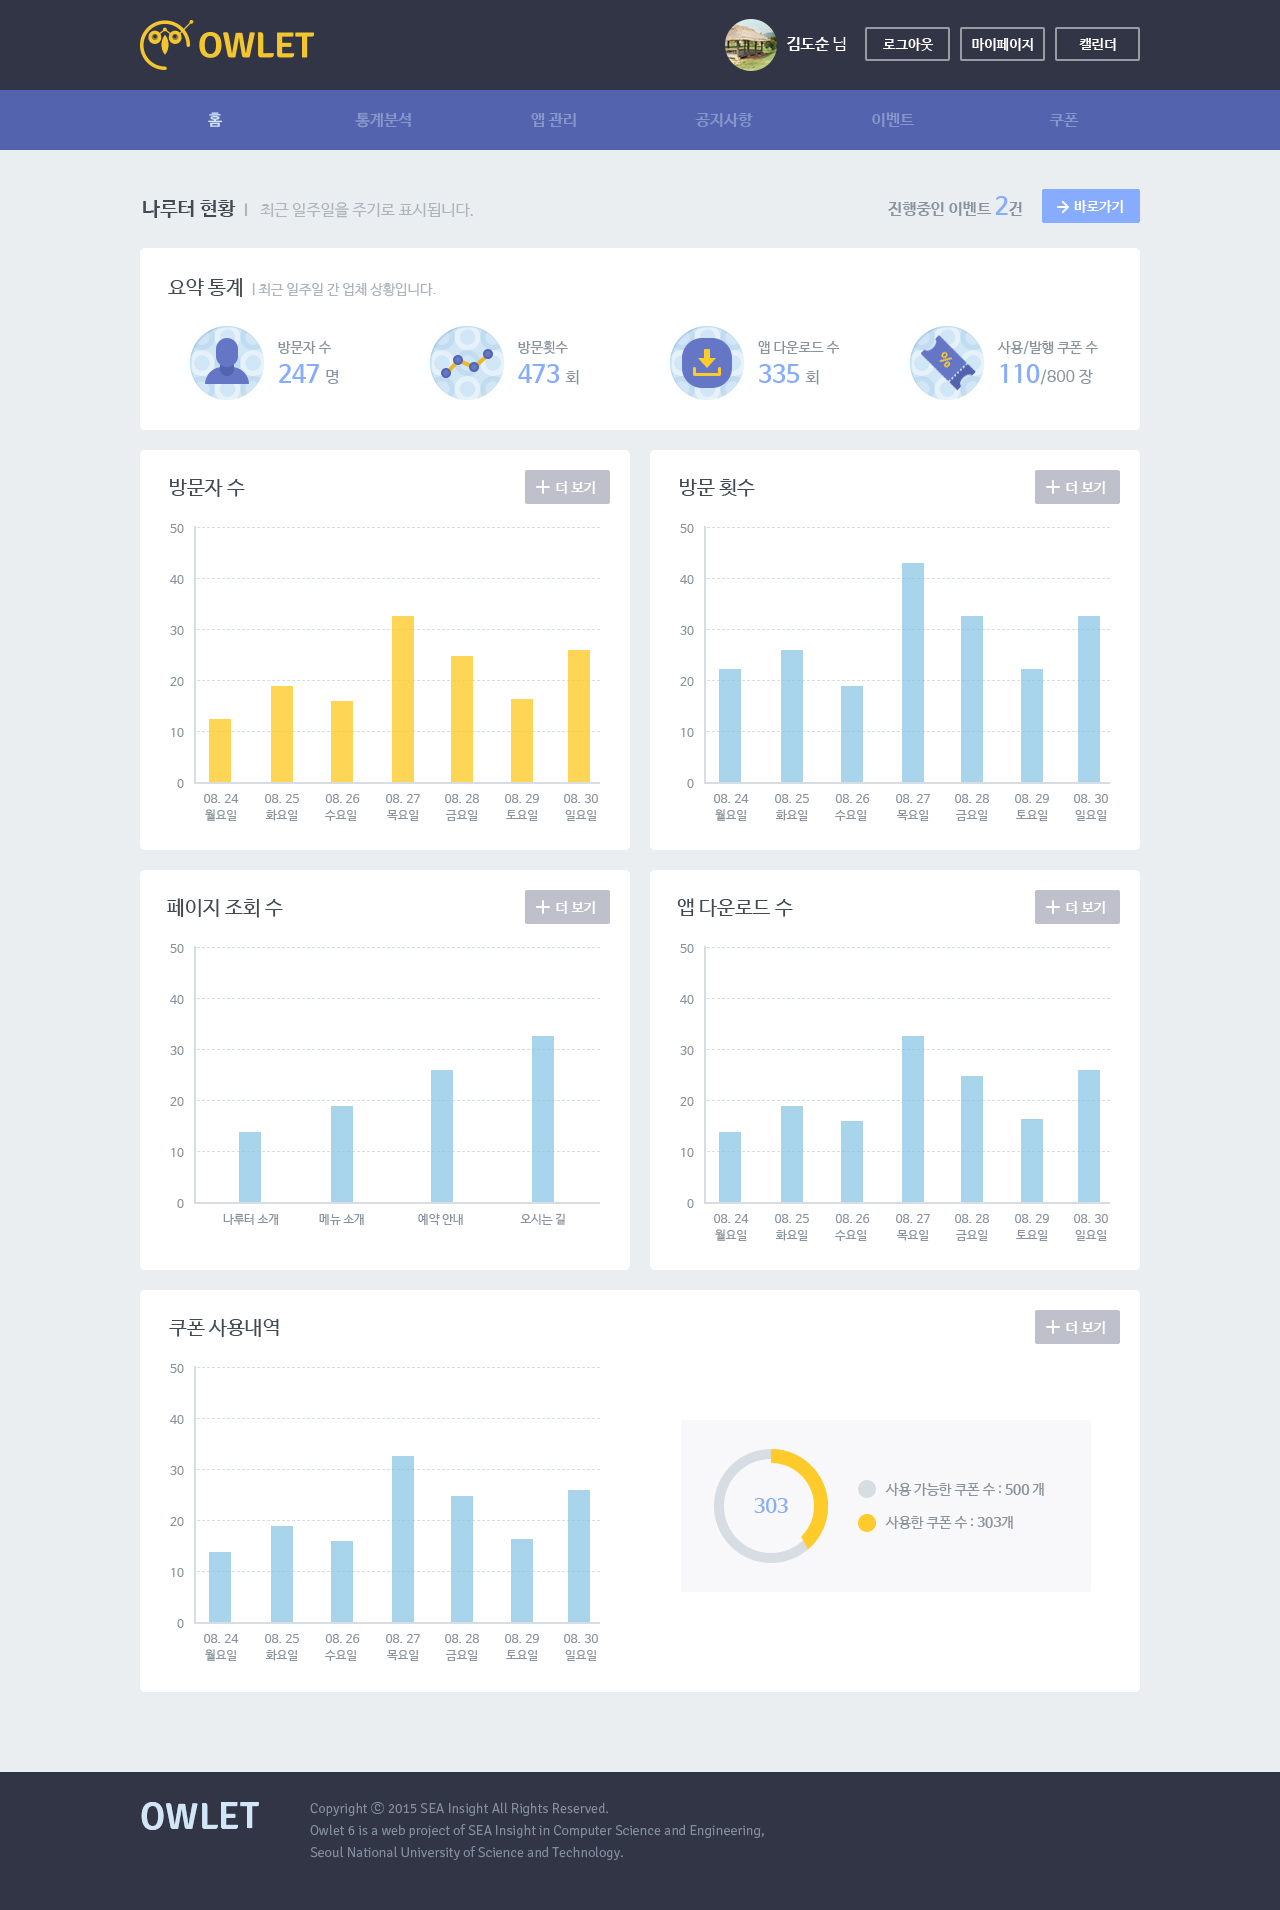 OWLET
김도순 님
로그아웃
마이페이지
캘린더
홈
통계분석
앱 관리
공지사항
이벤트
쿠폰
나루터 현황 | 최근 일주일을 주기로 표시됩니다.
진행중인 이벤트 2건
바로가기
요약 통계 | 최근 일주일 간 업체 상황입니다.
방문자 수
247 명
방문횟수
473 회
앱 다운로드 수
335 회
%
사용/발행 쿠폰 수
110/800 장
방문자 수
+ 더 보기
50
40
30
20
10
0
08. 24 08. 25 08. 26 08. 27 08. 28 08. 29 08. 30
월요일 화요일 수요일 목요일 금요일 토요일 일요일
방문 횟수
+ 더 보기
50
40
30
20
10
0
08. 24 08. 25 08. 26 08. 27 08. 28 08. 29 08. 30
월요일 화요일 수요일 목요일 금요일 토요일 일요일
페이지 조회 수
+ 더 보기
50
40
30
20
10
0
나루터 소개 메뉴 소개 예약 안내 오시는 길
앱 다운로드 수
+ 더 보기
50
40
30
20
10
0
08. 24 08. 25 08. 26 08. 27 08. 28 08. 29 08. 30
월요일 화요일 수요일 목요일 금요일 토요일 일요일
쿠폰 사용내역
+ 더 보기
50
40
30
20
10
0
08. 24 08. 25 08. 26 08. 27 08. 28 08. 29 08. 30
월요일 화요일 수요일 목요일 금요일 토요일 일요일
303
사용 가능한 쿠폰 수 : 500 개
사용한 쿠폰 수 : 303개
OWLET
Copyright ⓒ 2015 SEA Insight All Rights Reserved.
Owlet 6 is a web project of SEA Insight in Computer Science and Engineering,
Seoul National University of Science and Technology.